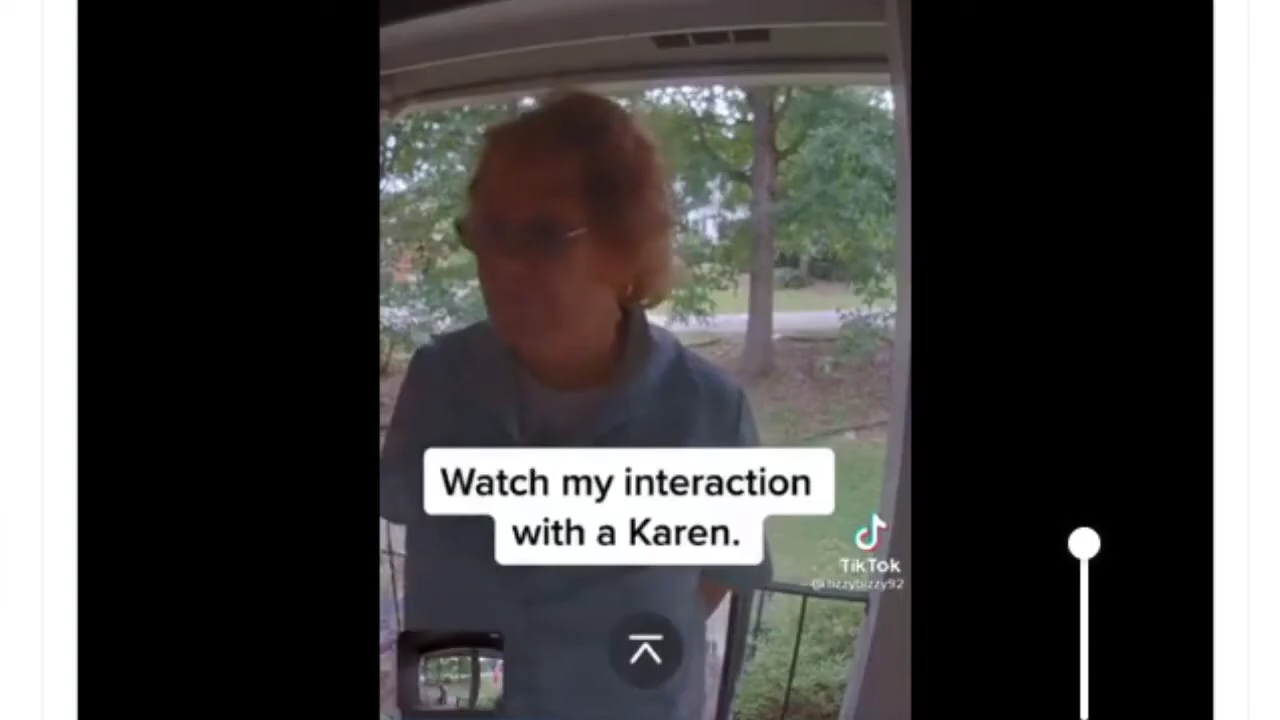 Watch my interaction
with a Karen.
TikTok